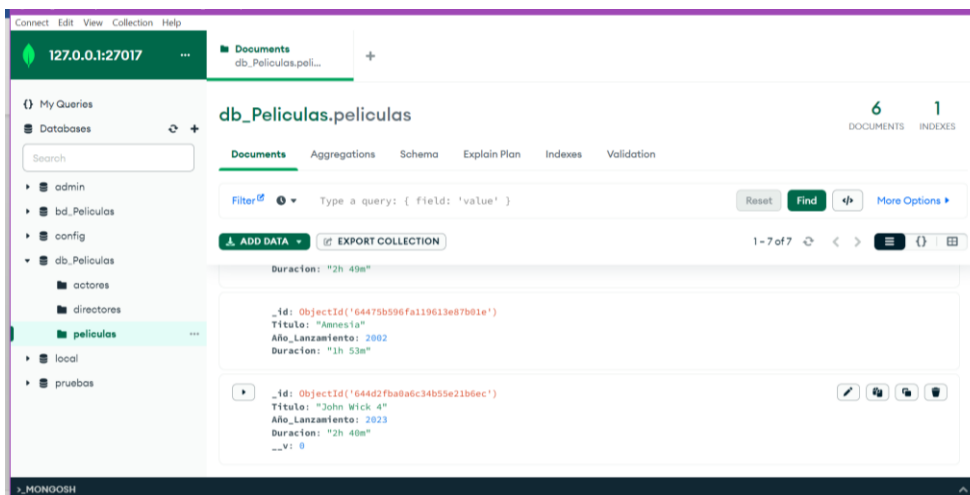 Connect Edit View Collection Help
127.0.0.1:27017 ...
Documents
db_Peliculas.peli...
+
{} My Queries
Databases
Search
admin
bd_Peliculas
config
db_Peliculas
actores
directores
peliculas ...
local
pruebas
db_Peliculas.peliculas
6
DOCUMENTS
1
INDEXES
Documents Aggregations Schema Explain Plan Indexes Validation
Filter Type a query: { field: 'value' } Reset Find </> More Options
ADD DATA EXPORT COLLECTION 1 - 7 of 7 {}
Duracion: "2h 49m"
_id: ObjectId('64475b596fa119613e87b01e')
Titulo: "Amnesia"
Año_Lanzamiento: 2002
Duracion: "1h 53m"
_id: ObjectId('644d2fba0a6c34b55e21b6ec')
Titulo: "John Wick 4"
Año_Lanzamiento: 2023
Duracion: "2h 40m"
__v: 0
>_MONGOSH